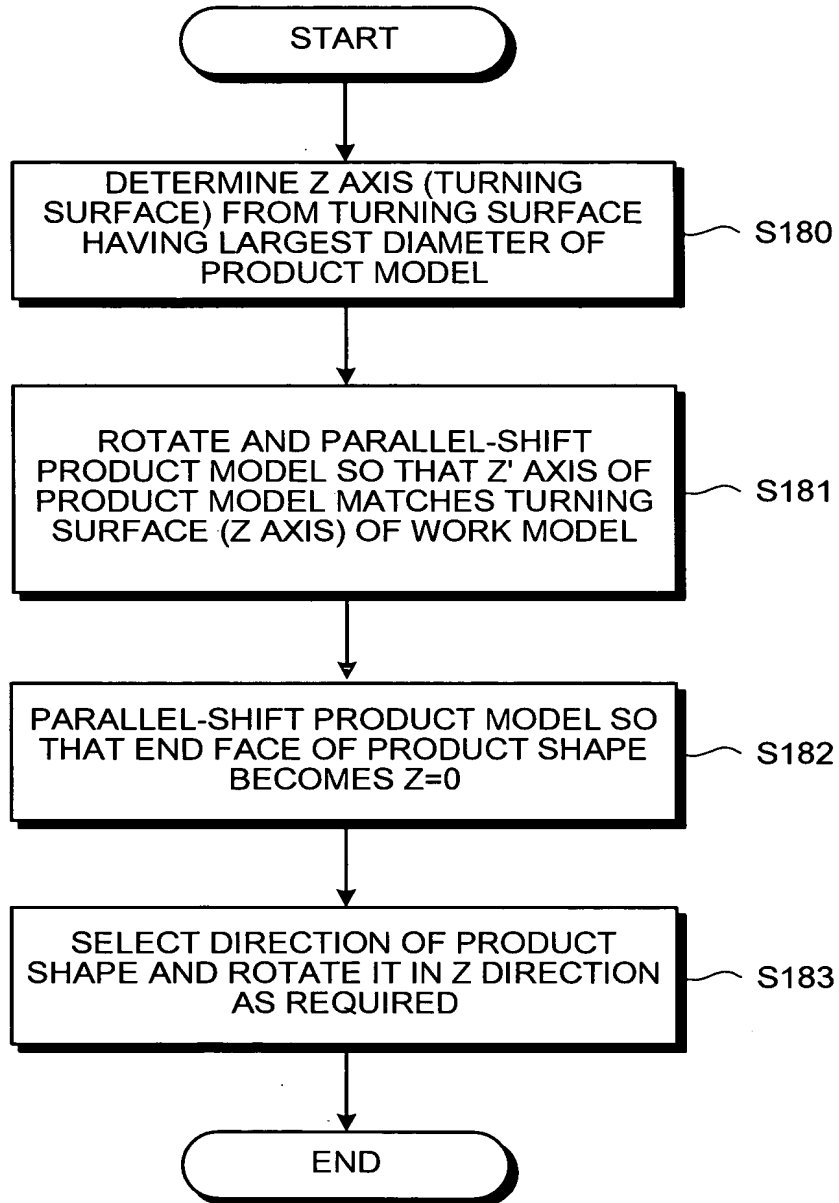 START
DETERMINE Z AXIS (TURNING
SURFACE) FROM TURNING SURFACE
HAVING LARGEST DIAMETER OF
PRODUCT MODEL
S180
ROTATE AND PARALLEL-SHIFT
PRODUCT MODEL SO THAT Z' AXIS OF
PRODUCT MODEL MATCHES TURNING
SURFACE (Z AXIS) OF WORK MODEL
S181
PARALLEL-SHIFT PRODUCT MODEL SO
THAT END FACE OF PRODUCT SHAPE
BECOMES Z=0
S182
SELECT DIRECTION OF PRODUCT
SHAPE AND ROTATE IT IN Z DIRECTION
AS REQUIRED
S183
END